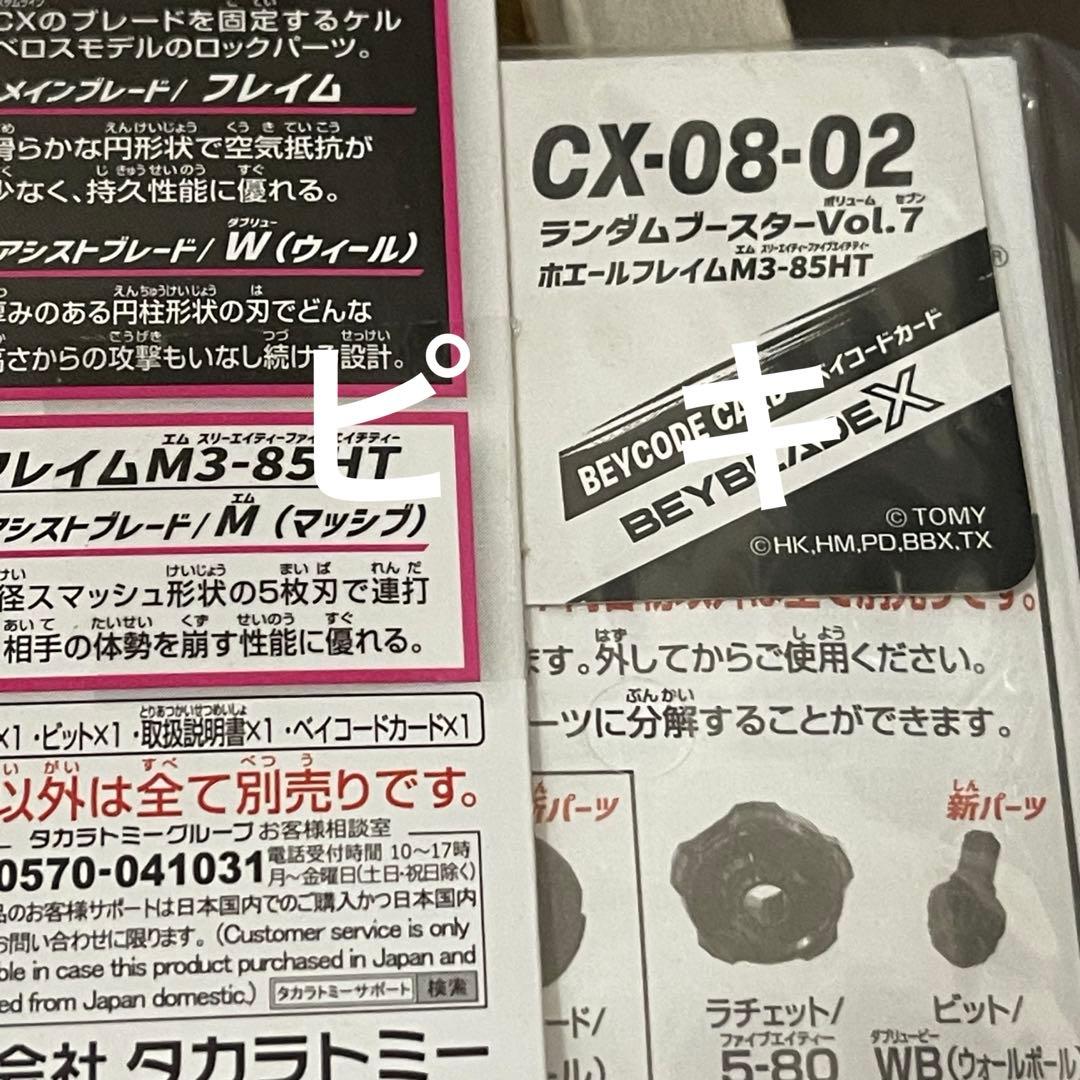 CXのブレードを固定するケル
ベロスモデルのロックパーツ。
メインブレード/ フレイム
滑らかな円形状で空気抵抗が
少なく、持久性能に優れる。
アシストブレード/ W(ウィール)
厚みのある円柱形状の刃でどんな
高さからの攻撃もいなし続ける設計。
フレイムM3-85HT
アシストブレード/ M (マッシブ)
径スマッシュ形状の5枚刃で連打
相手の体勢を崩す性能に優れる。
×1・ビット×1・取扱説明書×1・ベイコードカード×1
以外は全て別売りです。
タカラトミーグループ お客様相談室
0570-041031
電話受付時間 10〜17時
月〜金曜日(土日・祝日除く)
品のお客様サポートは日本国内でのご購入かつ日本国内
お問い合わせに限ります。(Customer service is only
ble in case this product purchased in Japan and
ed from Japan domestic.)
タカラトミーサポート 検索
会社 タカラトミー
CX-08-02
ランダムブースターVol.7
ホエールフレイムM3-85HT
BEYCODE CARD ベイコードカード
BEYBLADE X
© TOMY
©HK,HM,PD,BBX,TX
ピ キ
ます。外してからご使用ください。
ーツに分解することができます。
新パーツ
新パーツ
ード/
ール)
ラチェット/
5-80
ビット/
WB(ウォールボール)